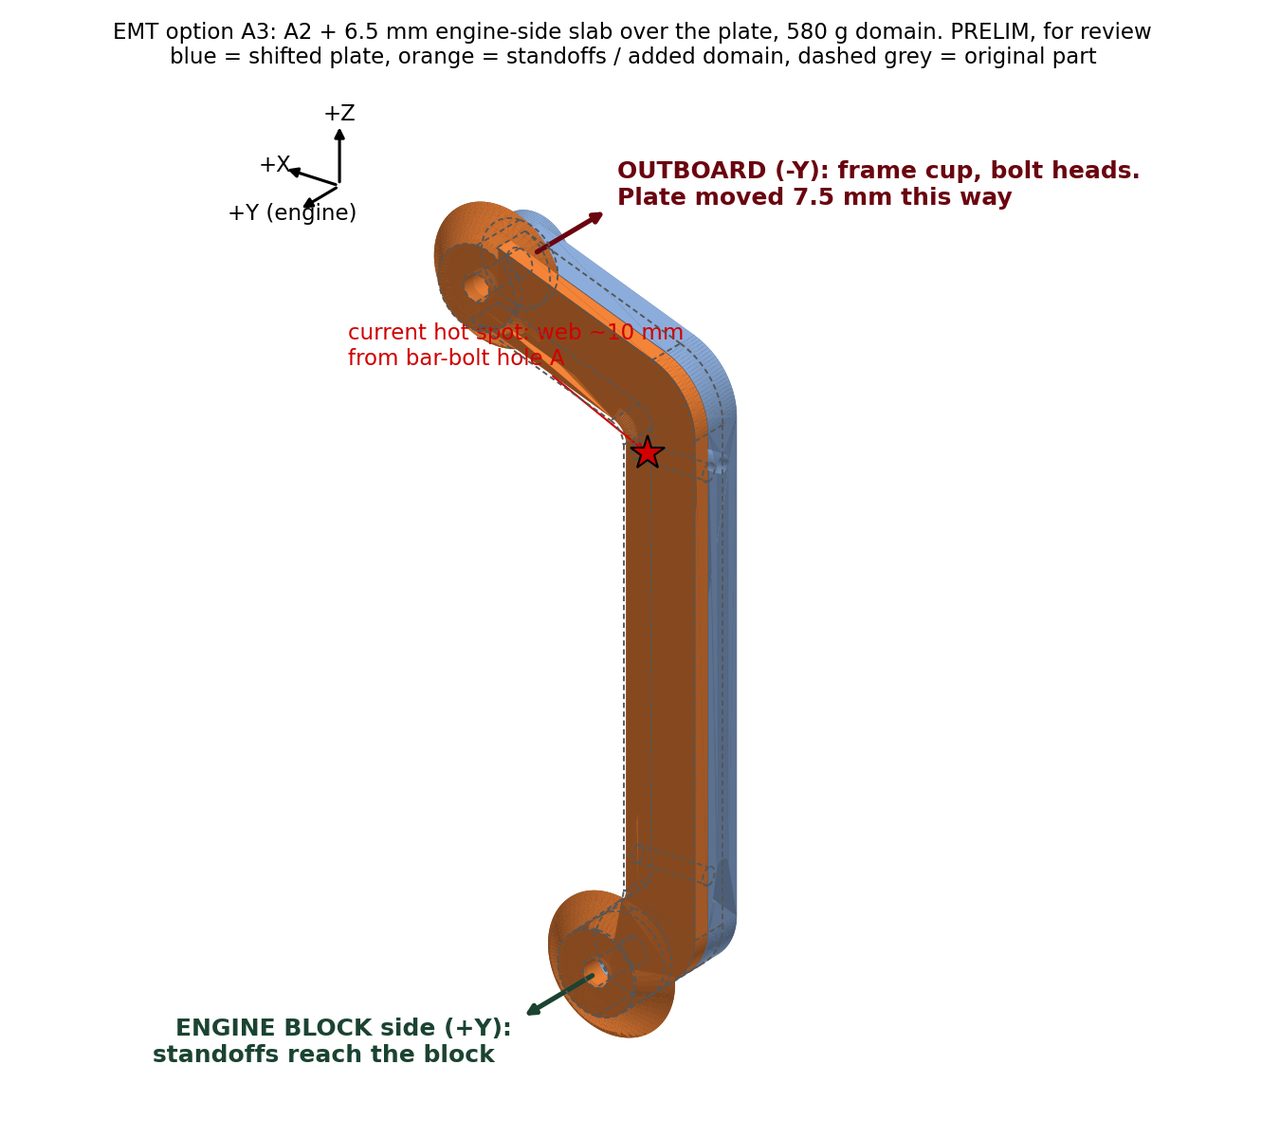 EMT option A3: A2 + 6.5 mm engine-side slab over the plate, 580 g domain. PRELIM, for review
blue = shifted plate, orange = standoffs / added domain, dashed grey = original part
+Z
+X
+Y (engine)
OUTBOARD (-Y): frame cup, bolt heads.
Plate moved 7.5 mm this way
current hot spot: web ~10 mm
from bar-bolt hole A
ENGINE BLOCK side (+Y):
standoffs reach the block